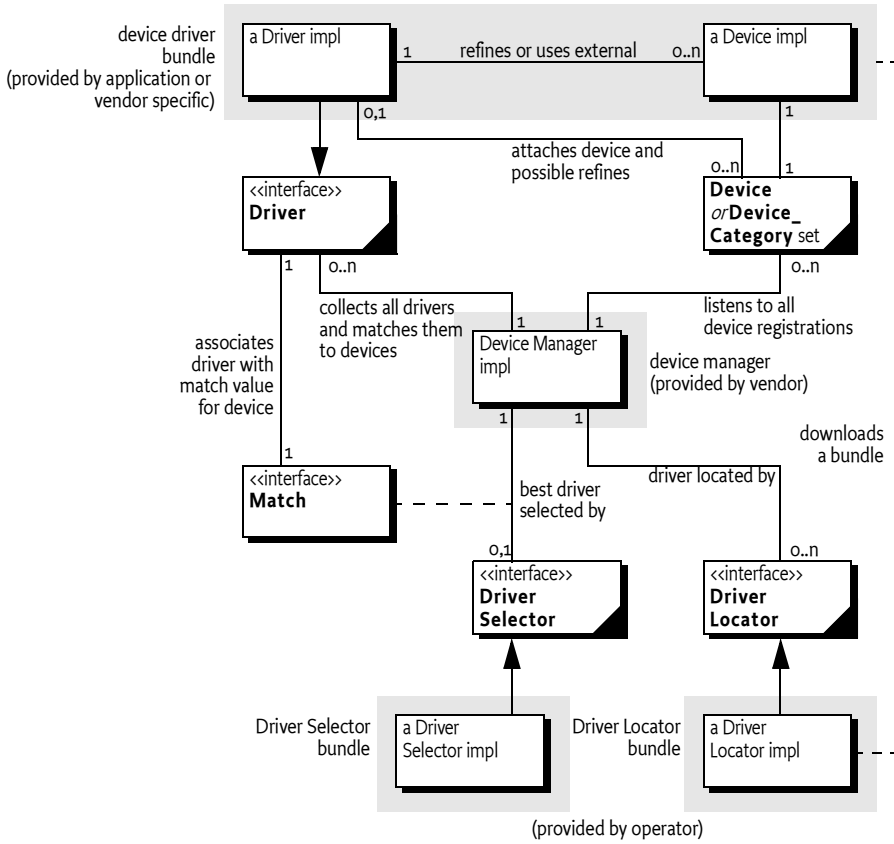 device driver
bundle
(provided by application or
vendor specific)
a Driver impl
1
refines or uses external
0..n
a Device impl
0,1
1
attaches device and
possible refines
0..n
1
<<interface>>
Driver
Device
or Device_
Category set
1
0..n
0..n
collects all drivers
and matches them
to devices
1
1
listens to all
device registrations
associates
driver with
match value
for device
Device Manager
impl
device manager
(provided by vendor)
1
1
downloads
a bundle
1
<<interface>>
Match
driver located by
best driver
selected by
0,1
0..n
<<interface>>
Driver
Selector
<<interface>>
Driver
Locator
Driver Selector
bundle
a Driver
Selector impl
Driver Locator
bundle
a Driver
Locator impl
(provided by operator)